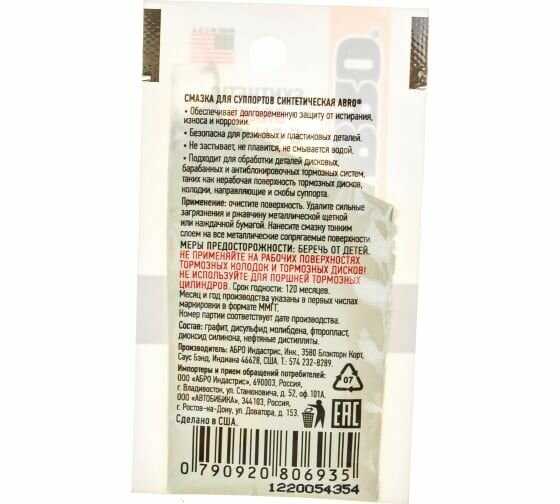 СМАЗКА ДЛЯ СУППОРТОВ СИНТЕТИЧЕСКАЯ ABRO®
• Обеспечивает долговременную защиту от истирания,
износа и коррозии.
• Безопасна для резиновых и пластиковых деталей.
• Не застывает, не плавится, не смывается водой.
• Подходит для обработки деталей дисковых,
барабанных и антиблокировочных тормозных систем,
таких как нерабочая поверхность тормозных дисков,
колодки, направляющие и скобы суппорта.
Применение: очистите поверхность. Удалите сильные
загрязнения и ржавчину металлической щеткой
или наждачной бумагой. Нанесите смазку тонким
слоем на все металлические сопрягаемые поверхности
МЕРЫ ПРЕДОСТОРОЖНОСТИ: БЕРЕЧЬ ОТ ДЕТЕЙ.
НЕ ПРИМЕНЯЙТЕ НА РАБОЧИХ ПОВЕРХНОСТЯХ
ТОРМОЗНЫХ КОЛОДОК И ТОРМОЗНЫХ ДИСКОВ!
НЕ ИСПОЛЬЗУЙТЕ ДЛЯ ПОРШНЕЙ ТОРМОЗНЫХ
ЦИЛИНДРОВ. Срок годности: 120 месяцев.
Месяц и год производства указаны в первых числах
маркировки в формате ММГГ.
Номер партии соответствует дате производства.
Состав: графит, дисульфид молибдена, фторопласт,
диоксид силикона, нефтяные дистилляты.
Производитель: АБРО Индастрис, Инк., 3580 Блэкторн Корт,
Саус Бэнд, Индиана 46628, США. Т.: 574 232-8289.
Импортеры и прием обращений потребителей:
ООО «АБРО Индастрис», 690003, Россия,
г. Владивосток, ул. Станюковича, д. 52, оф. 101А.
ООО «АВТОБИБИКА», 344103, Россия,
г. Ростов-на-Дону, ул. Доватора, д. 153.
Сделано в США.
07
EAC
0 790920 806935
1220054354